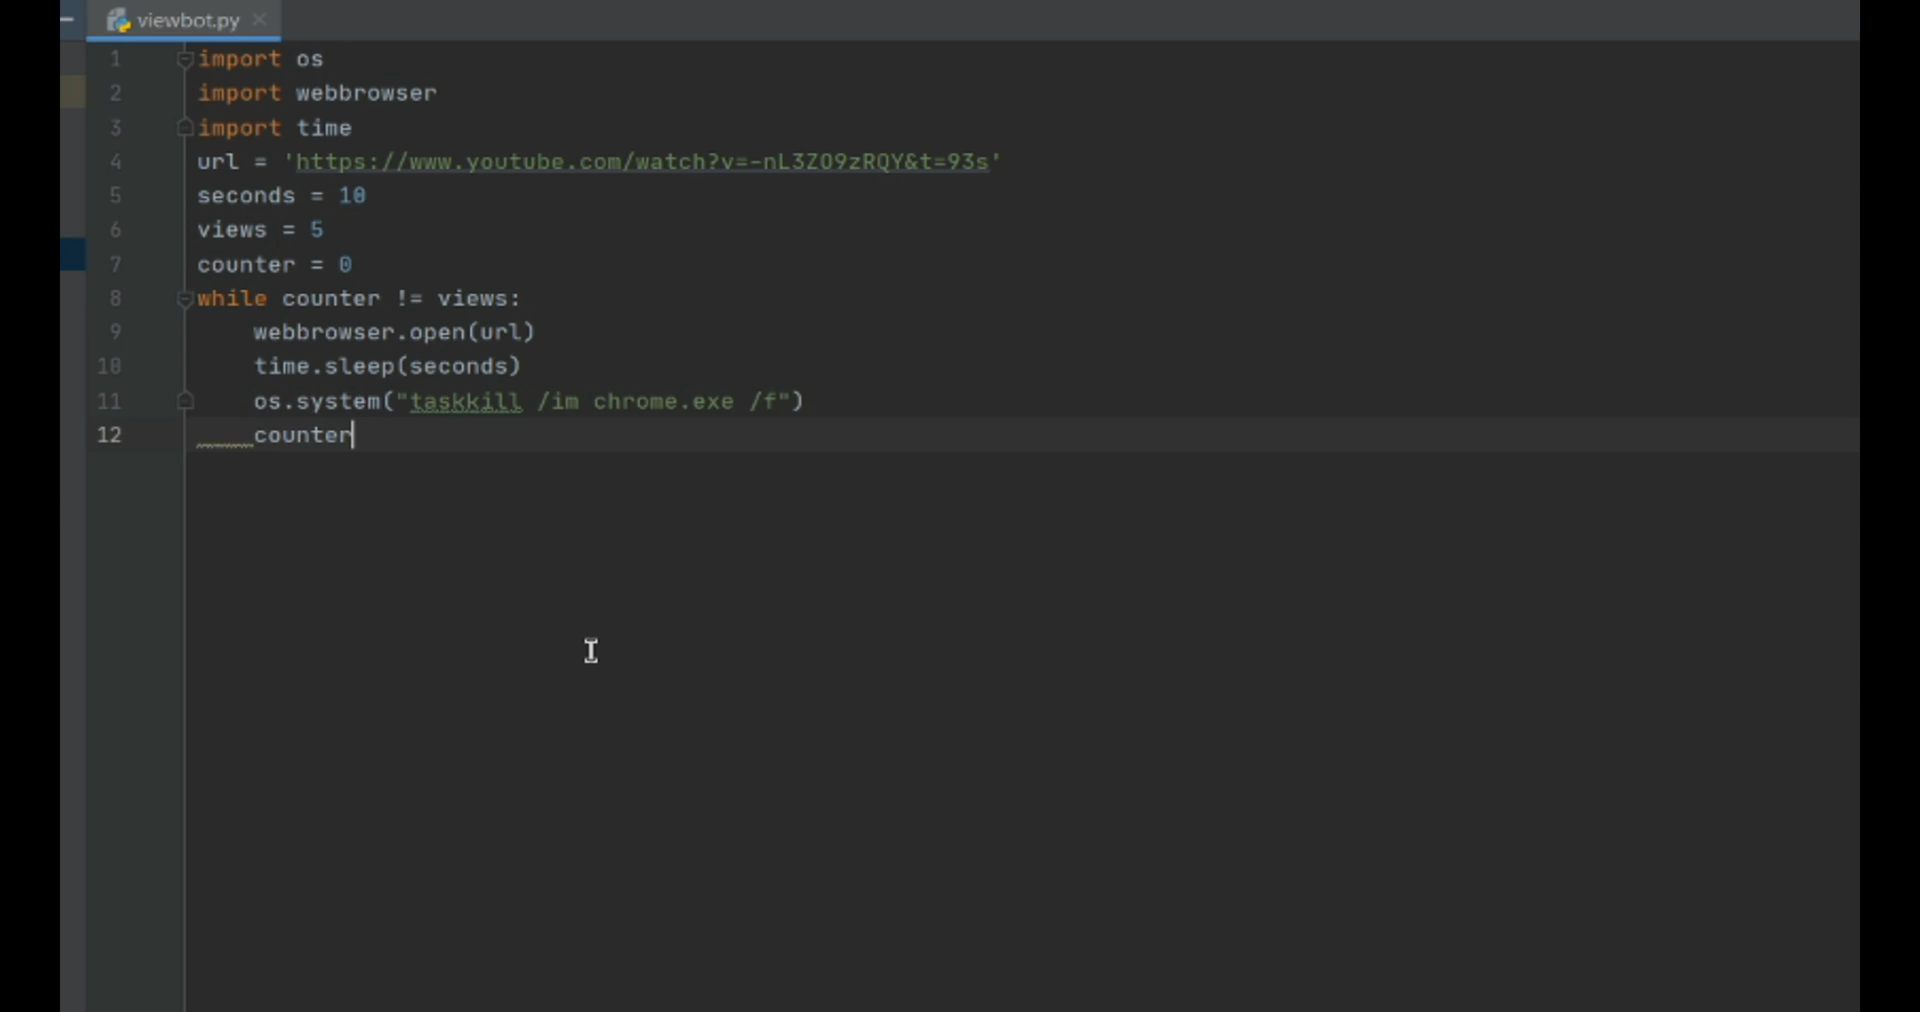 viewbot.py
1 import os
2 import webbrowser
3 import time
4 url = 'https://www.youtube.com/watch?v=-nL3ZO9zRQY&t=93s'
5 seconds = 10
6 views = 5
7 counter = 0
8 while counter != views:
9     webbrowser.open(url)
10     time.sleep(seconds)
11     os.system("taskkill /im chrome.exe /f")
12     counter